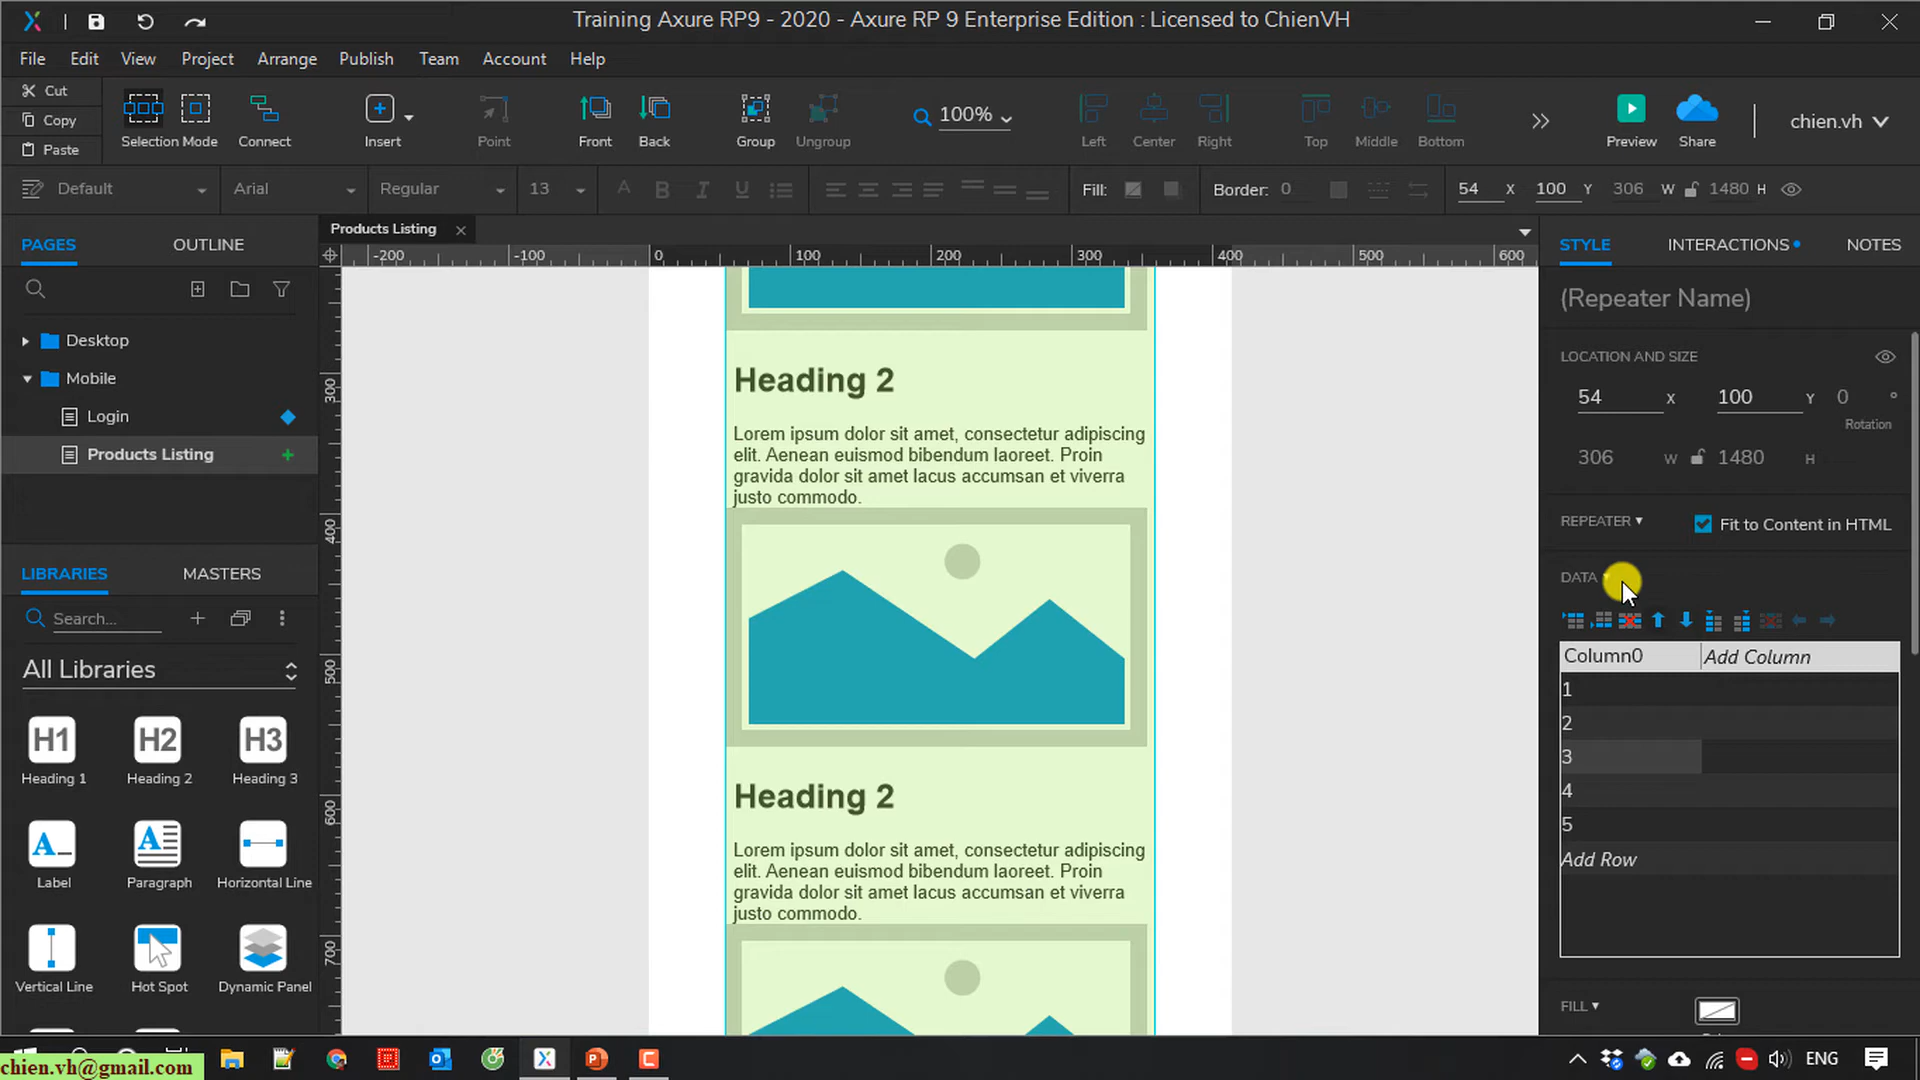 Training Axure RP9 - 2020 - Axure RP 9 Enterprise Edition : Licensed to ChienVH
File Edit View Project Arrange Publish Team Account Help
Cut
Copy
Paste
Selection Mode Connect Insert Point Front Back 100% Group Ungroup Left Center Right Top Middle Bottom Preview Share chien.vh
Default Arial Regular 13 Fill: Border: 0 54 X 100 Y 306 W 1480 H
PAGES OUTLINE
Desktop
Mobile
Login
Products Listing
LIBRARIES MASTERS
Search...
All Libraries
H1 H2 H3
Heading 1 Heading 2 Heading 3
Label Paragraph Horizontal Line
Vertical Line Hot Spot Dynamic Panel
Products Listing
-200 -100 0 100 200 300 400 500 600
300
400
500
600
700
Heading 2
Lorem ipsum dolor sit amet, consectetur adipiscing
elit. Aenean euismod bibendum laoreet. Proin
gravida dolor sit amet lacus accumsan et viverra
justo commodo.
Heading 2
Lorem ipsum dolor sit amet, consectetur adipiscing
elit. Aenean euismod bibendum laoreet. Proin
gravida dolor sit amet lacus accumsan et viverra
justo commodo.
STYLE INTERACTIONS NOTES
(Repeater Name)
LOCATION AND SIZE
54 X 100 Y 0 °
Rotation
306 W 1480 H
REPEATER Fit to Content in HTML
DATA
Column0 Add Column
1
2
3
4
5
Add Row
FILL
chien.vh@gmail.com
ENG